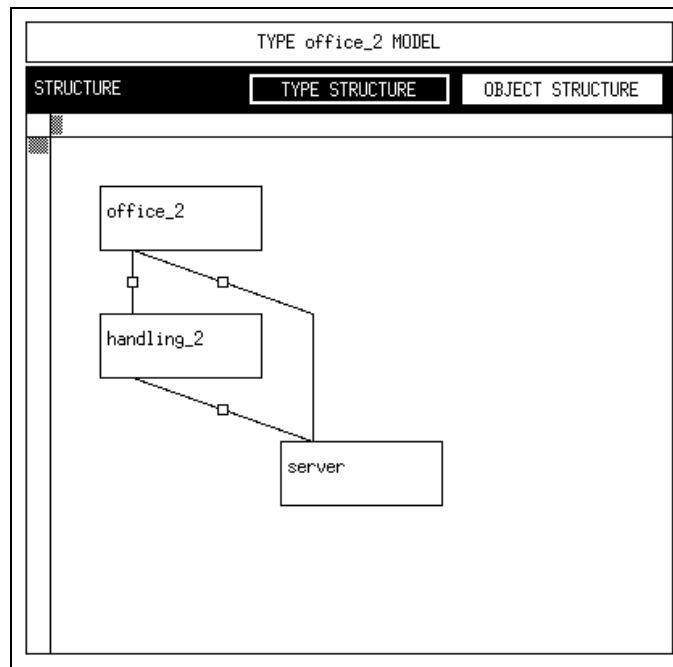 TYPE office_2 MODEL
STRUCTURE TYPE STRUCTURE OBJECT STRUCTURE
office_2
handling_2
server